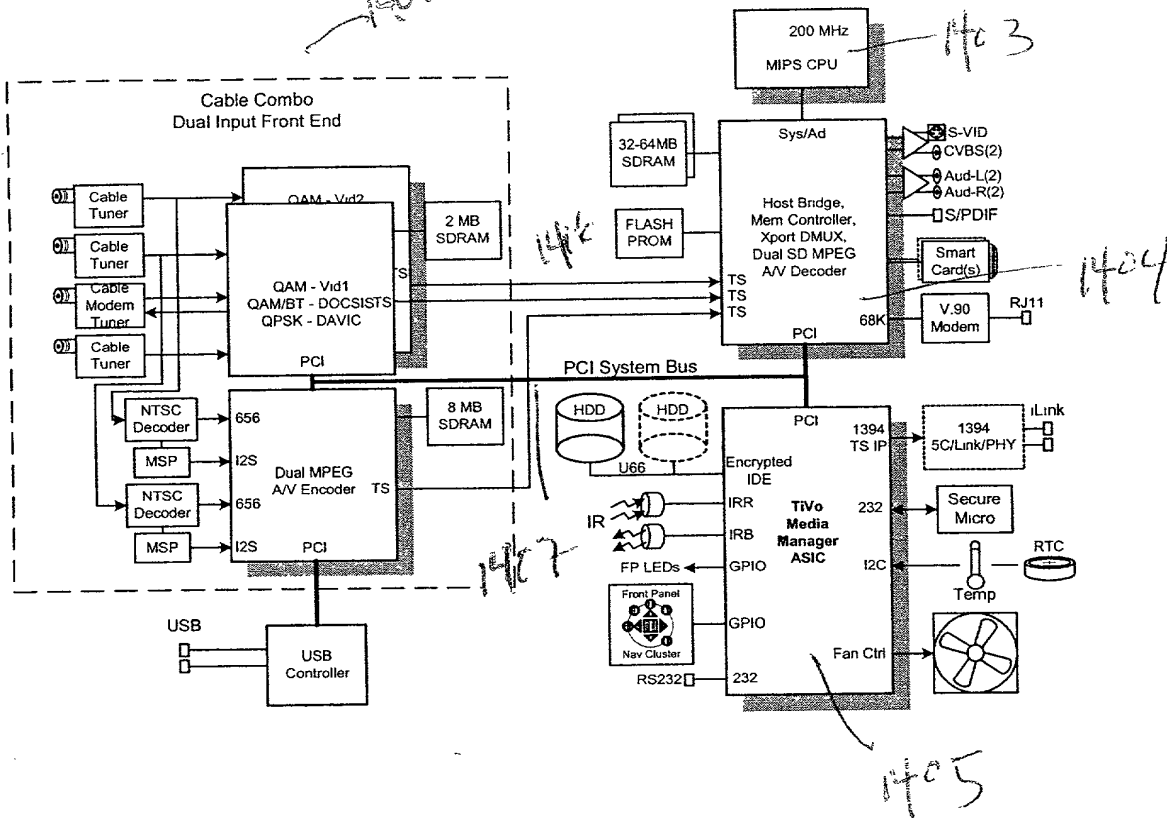 200 MHz
MIPS CPU
1403
Cable Combo
Dual Input Front End
Sys/Ad
32-64MB
SDRAM
S-VID
CVBS(2)
Aud-L(2)
Aud-R(2)
S/PDIF
Host Bridge,
Mem Controller,
Xport DMUX,
Dual SD MPEG
A/V Decoder
FLASH
PROM
Smart
Card(s)
1404
TS
TS
TS
68K
V.90
Modem
RJ11
PCI
Cable
Tuner
Cable
Tuner
Cable
Modem
Tuner
Cable
Tuner
QAM - Vid2
TS
2 MB
SDRAM
QAM - Vid1
QAM/BT - DOCSIS
QPSK - DAVIC
TS
PCI
PCI System Bus
NTSC
Decoder
MSP
NTSC
Decoder
MSP
656
I2S
656
I2S
Dual MPEG
A/V Encoder
TS
PCI
8 MB
SDRAM
1407
HDD
HDD
U66
PCI
Encrypted
IDE
1394
TS IP
1394
5C/Link/PHY
iLink
IR
IRR
IRB
FP LEDs
GPIO
TiVo
Media
Manager
ASIC
232
Secure
Micro
I2C
Temp
RTC
Front Panel
Nav Cluster
GPIO
RS232
232
Fan Ctrl
USB
USB
Controller
1405